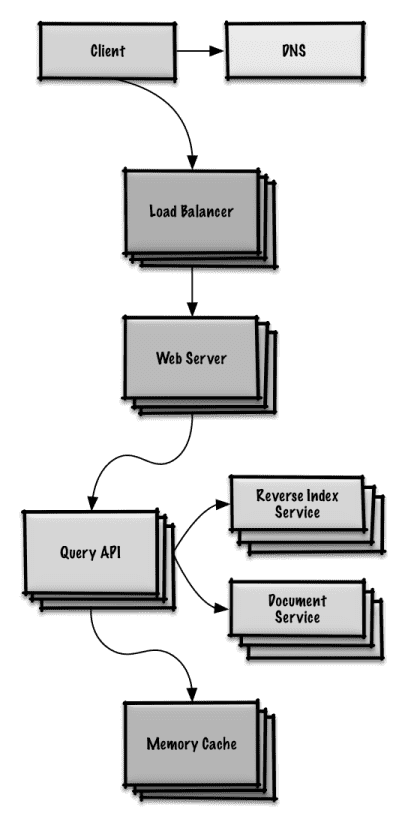 Client
DNS
Load Balancer
Web Server
Reverse Index
Service
Query API
Document
Service
Memory Cache